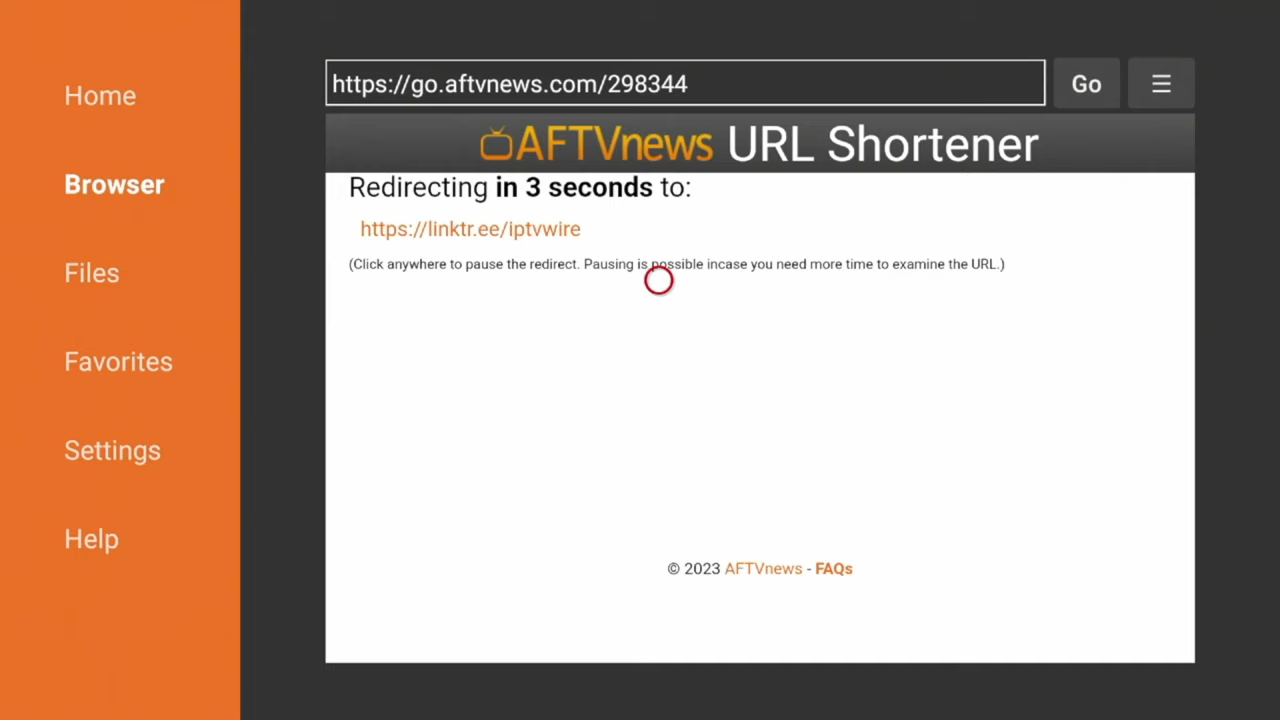 Home
Browser
Files
Favorites
Settings
Help
https://go.aftvnews.com/298344
Go
AFTVnews URL Shortener
Redirecting in 3 seconds to:
https://linktr.ee/iptvwire
(Click anywhere to pause the redirect. Pausing is possible incase you need more time to examine the URL.)
© 2023 AFTVnews - FAQs